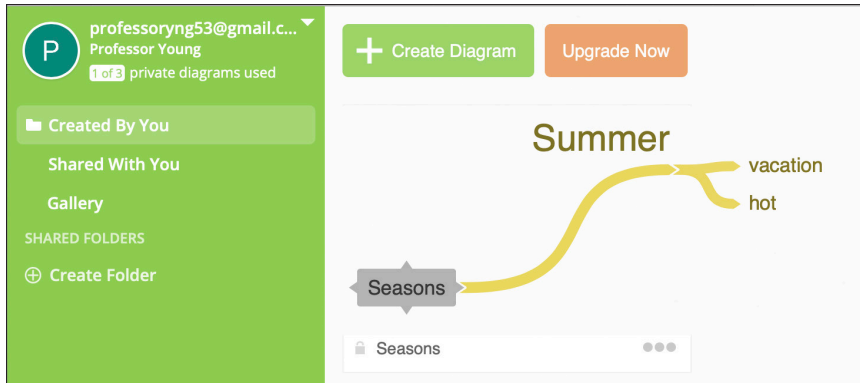 P
professoryng53@gmail.c...
Professor Young
1 of 3 private diagrams used
Created By You
Shared With You
Gallery
SHARED FOLDERS
Create Folder
Create Diagram
Upgrade Now
Summer
vacation
hot
Seasons
Seasons